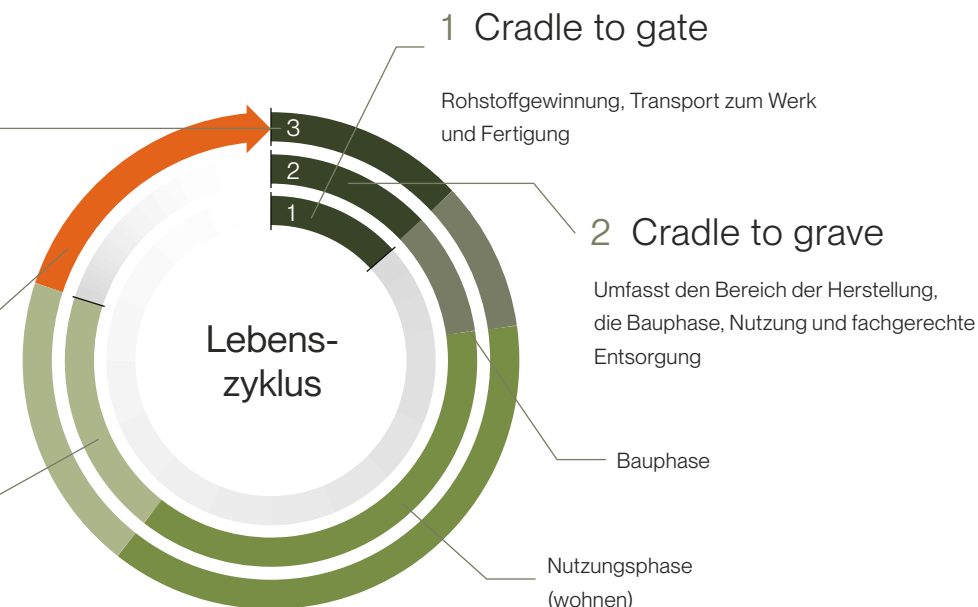 1 Cradle to gate
Rohstoffgewinnung, Transport zum Werk
und Fertigung
3
2
1
2 Cradle to grave
Umfasst den Bereich der Herstellung,
die Bauphase, Nutzung und fachgerechte
Entsorgung
Lebens-
zyklus
Bauphase
Nutzungsphase
(wohnen)